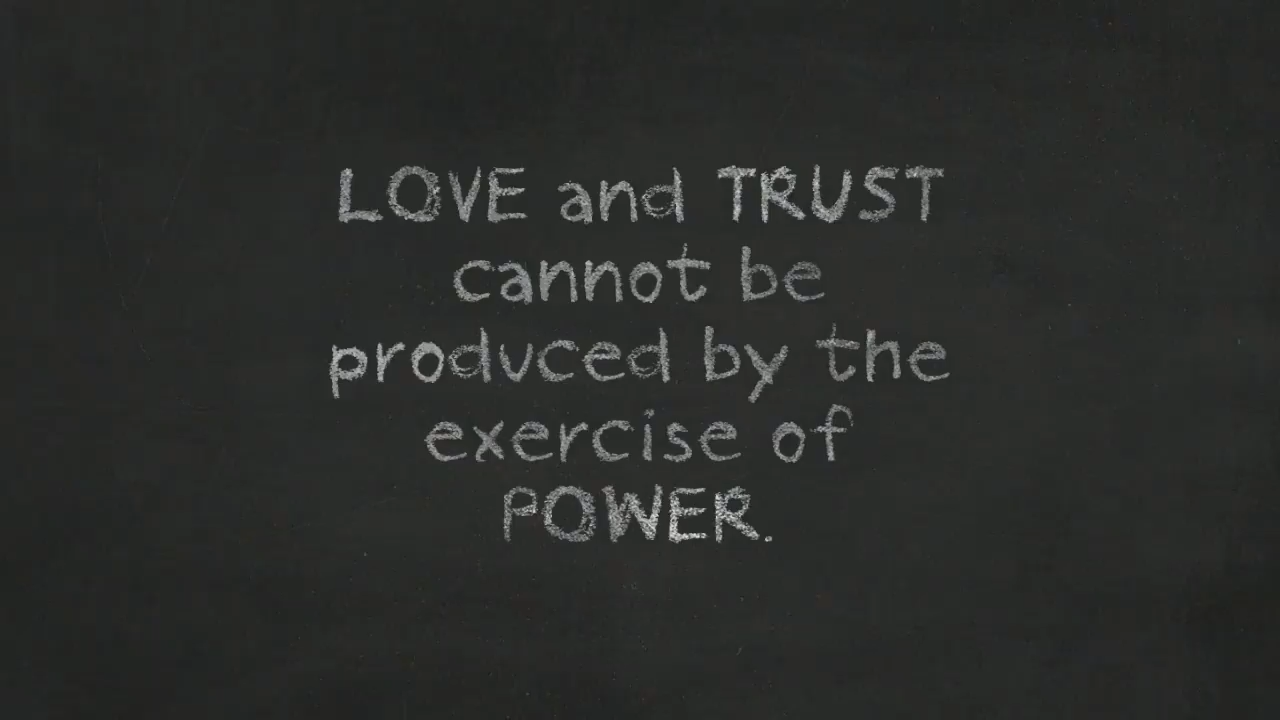 LOVE and TRUST
cannot be
produced by the
exercise of
POWER.